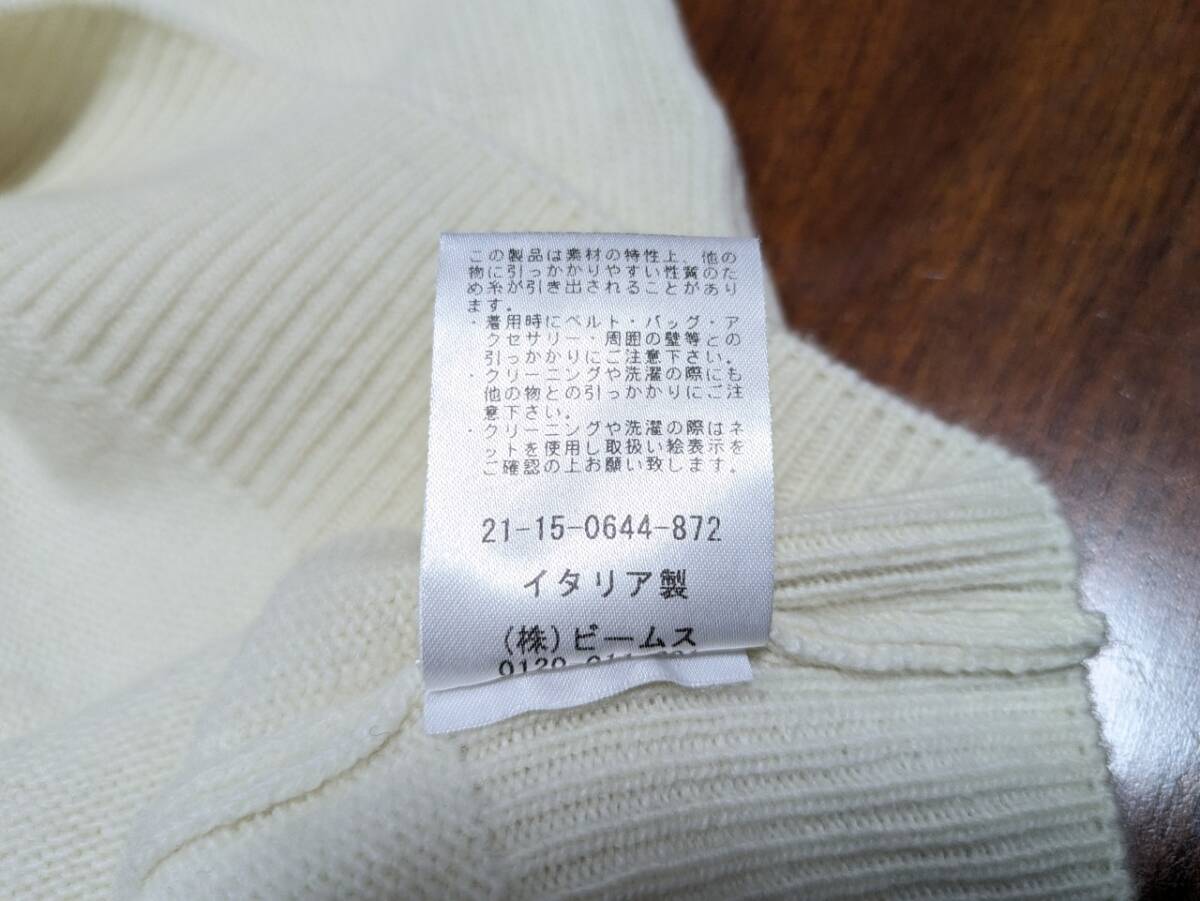 この製品は素材の特性上、他の
物に引っかかりやすい性質のた
め糸が引き出されることがあり
ます。
・着用時にベルト・バッグ・ア
クセサリー・周囲の壁等との
引っかかりにご注意下さい。
・クリーニングや洗濯の際にも
他の物との引っかかりにご注
意下さい。
・クリーニングや洗濯の際はネ
ットを使用し取扱い絵表示を
ご確認の上お願い致します。
21-15-0644-872
イタリア製
(株)ビームス
0120